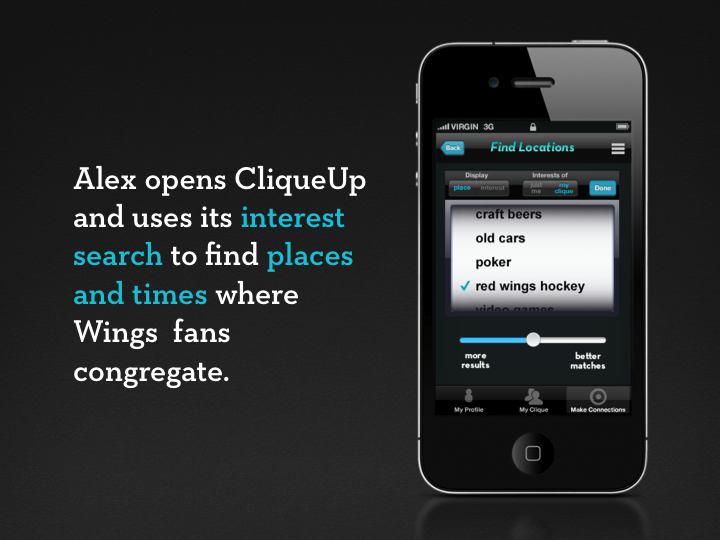 Alex opens CliqueUp
and uses its interest
search to find places
and times where
Wings  fans
congregate.
VIRGIN 3G
Back
Find Locations
Display
Interests of
place
interest
just
me
my
clique
Done
craft beers
old cars
poker
✓ red wings hockey
video games
more
results
better
matches
My Profile
My Clique
Make Connections